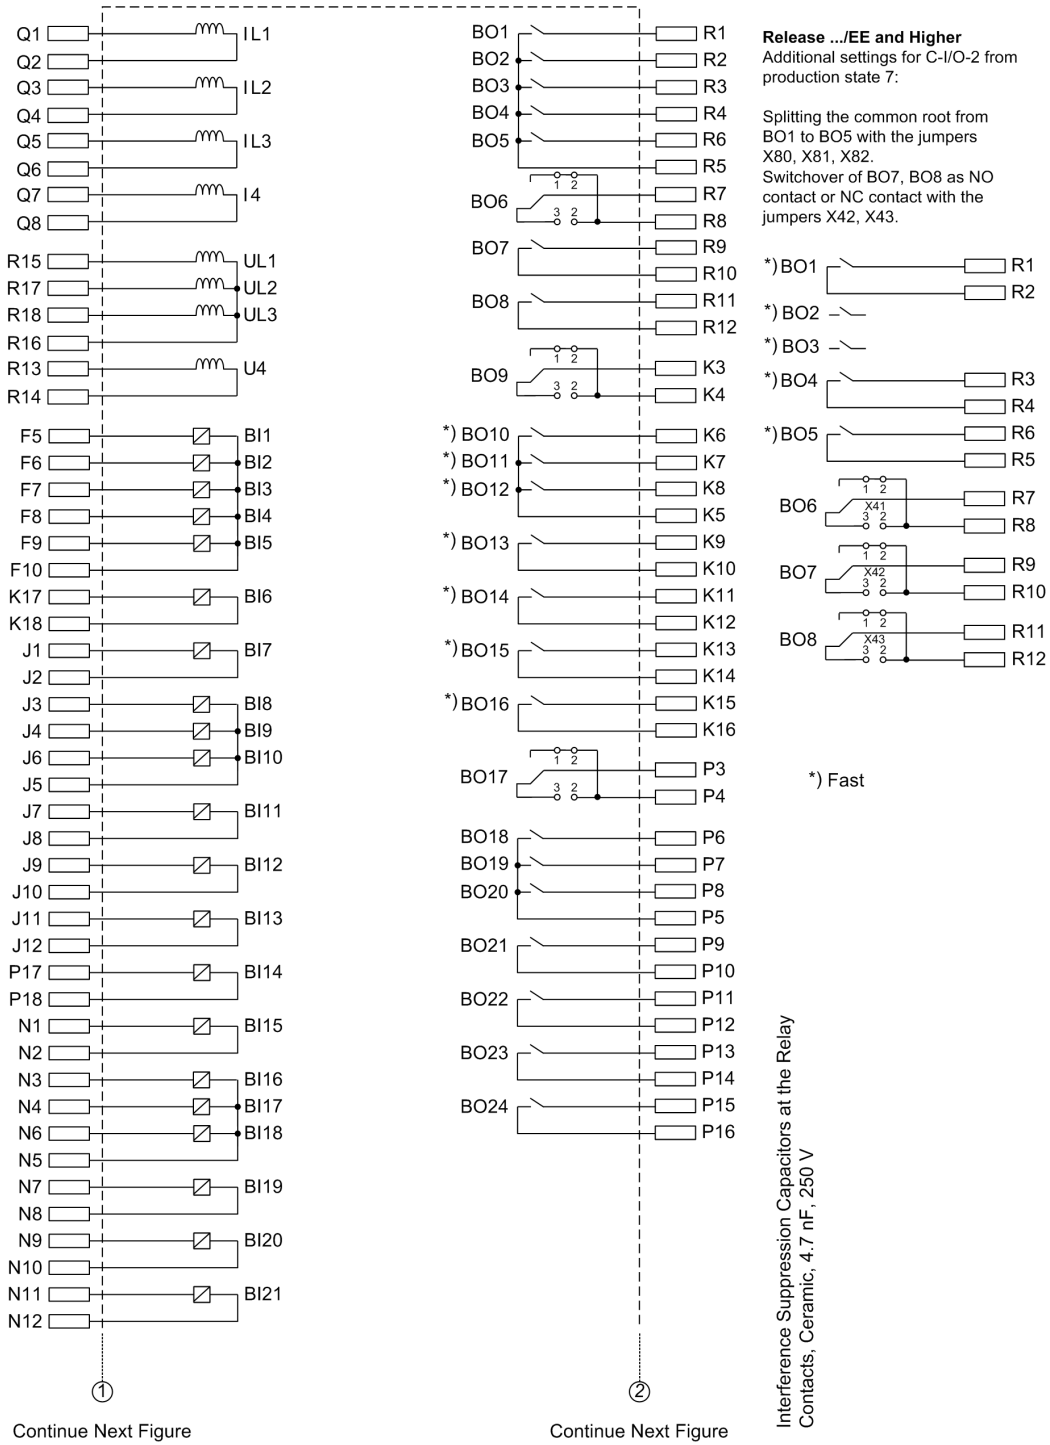 Q1 IL1
Q2
Q3 IL2
Q4
Q5 IL3
Q6
Q7 I4
Q8
R15 UL1
R17 UL2
R18 UL3
R16
R13 U4
R14
F5 BI1
F6 BI2
F7 BI3
F8 BI4
F9 BI5
F10
K17 BI6
K18
J1 BI7
J2
J3 BI8
J4 BI9
J6 BI10
J5
J7 BI11
J8
J9 BI12
J10
J11 BI13
J12
P17 BI14
P18
N1 BI15
N2
N3 BI16
N4 BI17
N6 BI18
N5
N7 BI19
N8
N9 BI20
N10
N11 BI21
N12
1
Continue Next Figure
BO1 R1
BO2 R2
BO3 R3
BO4 R4
BO5 R6
R5
1 2
BO6 R7
3 2 R8
BO7 R9
R10
BO8 R11
R12
1 2
BO9 K3
3 2 K4
*) BO10 K6
*) BO11 K7
*) BO12 K8
K5
*) BO13 K9
K10
*) BO14 K11
K12
*) BO15 K13
K14
*) BO16 K15
K16
1 2
BO17 P3
3 2 P4
BO18 P6
BO19 P7
BO20 P8
P5
BO21 P9
P10
BO22 P11
P12
BO23 P13
P14
BO24 P15
P16
2
Continue Next Figure
Release .../EE and Higher
Additional settings for C-I/O-2 from
production state 7:
Splitting the common root from
BO1 to BO5 with the jumpers
X80, X81, X82.
Switchover of BO7, BO8 as NO
contact or NC contact with the
jumpers X42, X43.
*) BO1 R1
R2
*) BO2
*) BO3
*) BO4 R3
R4
*) BO5 R6
R5
1 2
BO6 X41 R7
3 2 R8
1 2
BO7 X42 R9
3 2 R10
1 2
BO8 X43 R11
3 2 R12
*) Fast
Interference Suppression Capacitors at the Relay
Contacts, Ceramic, 4.7 nF, 250 V